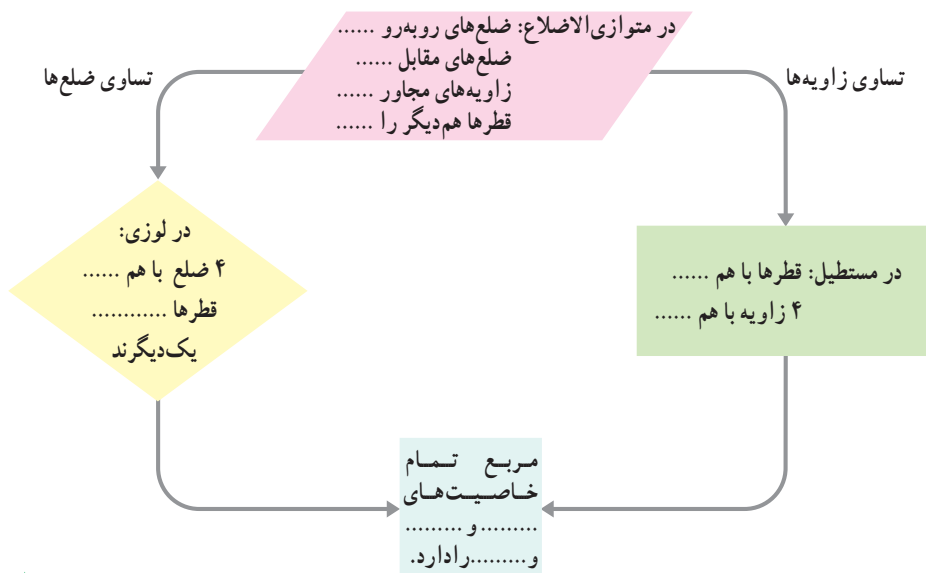 در متوازی‌الاضلاع: ضلع‌های روبه‌رو ......
ضلع‌های مقابل ......
زاویه‌های مجاور ......
قطرها هم‌دیگر را ......
تساوی زاویه‌ها
تساوی ضلع‌ها
در مستطیل: قطرها با هم ......
۴ زاویه با هم ......
در لوزی:
۴ ضلع با هم ......
قطرها ............
یک‌دیگرند
مربع تمام
خاصیت‌های
......... و .........
و.........رادارد.